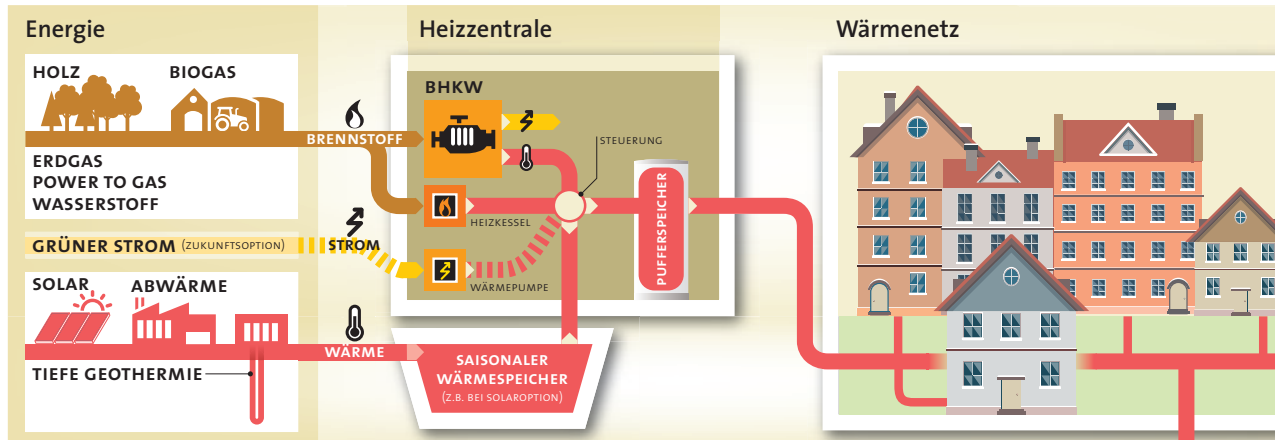 Energie
HOLZ
BIOGAS
BRENNSTOFF
ERDGAS
POWER TO GAS
WASSERSTOFF
GRÜNER STROM (ZUKUNFTSOPTION)
STROM
SOLAR
ABWÄRME
WÄRME
TIEFE GEOTHERMIE
Heizzentrale
BHKW
STEUERUNG
HEIZKESSEL
WÄRMEPUMPE
PUFFERSPEICHER
SAISONALER
WÄRMESPEICHER
(Z.B. BEI SOLAROPTION)
Wärmenetz